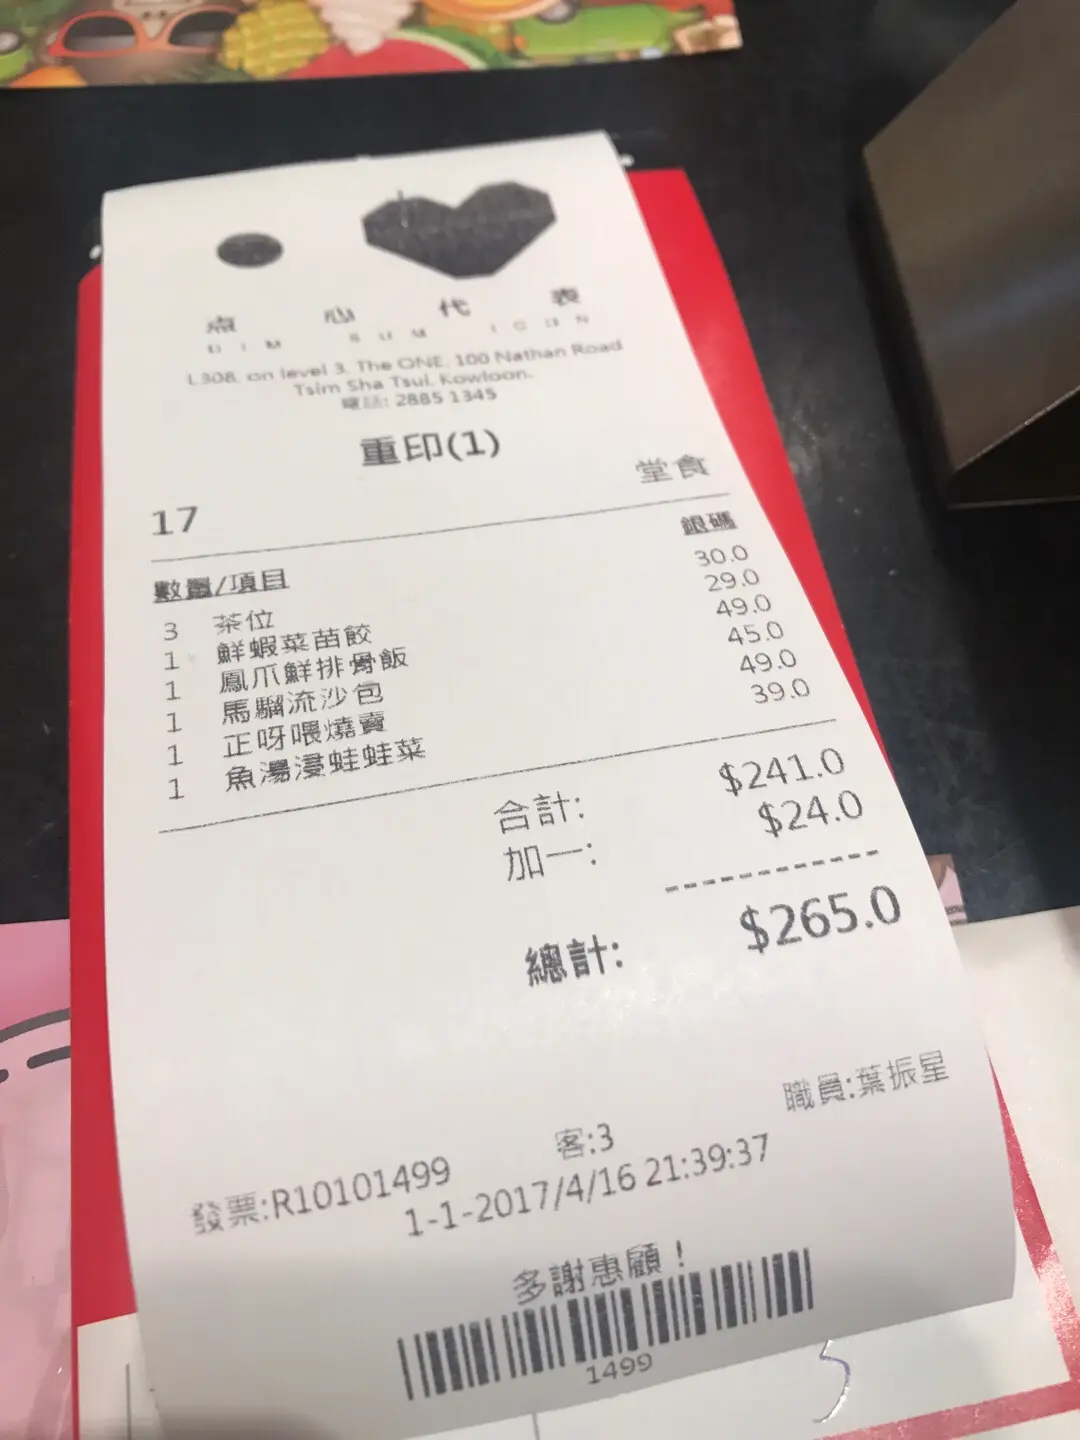 点心代表
DIM SUM ICON
L308, on level 3, The ONE, 100 Nathan Road
Tsim Sha Tsui, Kowloon.
電話: 2885 1345
重印(1)
17 堂食
數量/項目 銀碼
3 茶位 30.0
1 鮮蝦菜苗餃 29.0
1 鳳爪鮮排骨飯 49.0
1 馬騮流沙包 45.0
1 正呀喂燒賣 49.0
1 魚湯浸蛙蛙菜 39.0
合計: $241.0
加一: $24.0
總計: $265.0
職員:葉振星
發票:R10101499 客:3
1-1-2017/4/16 21:39:37
多謝惠顧！
1499